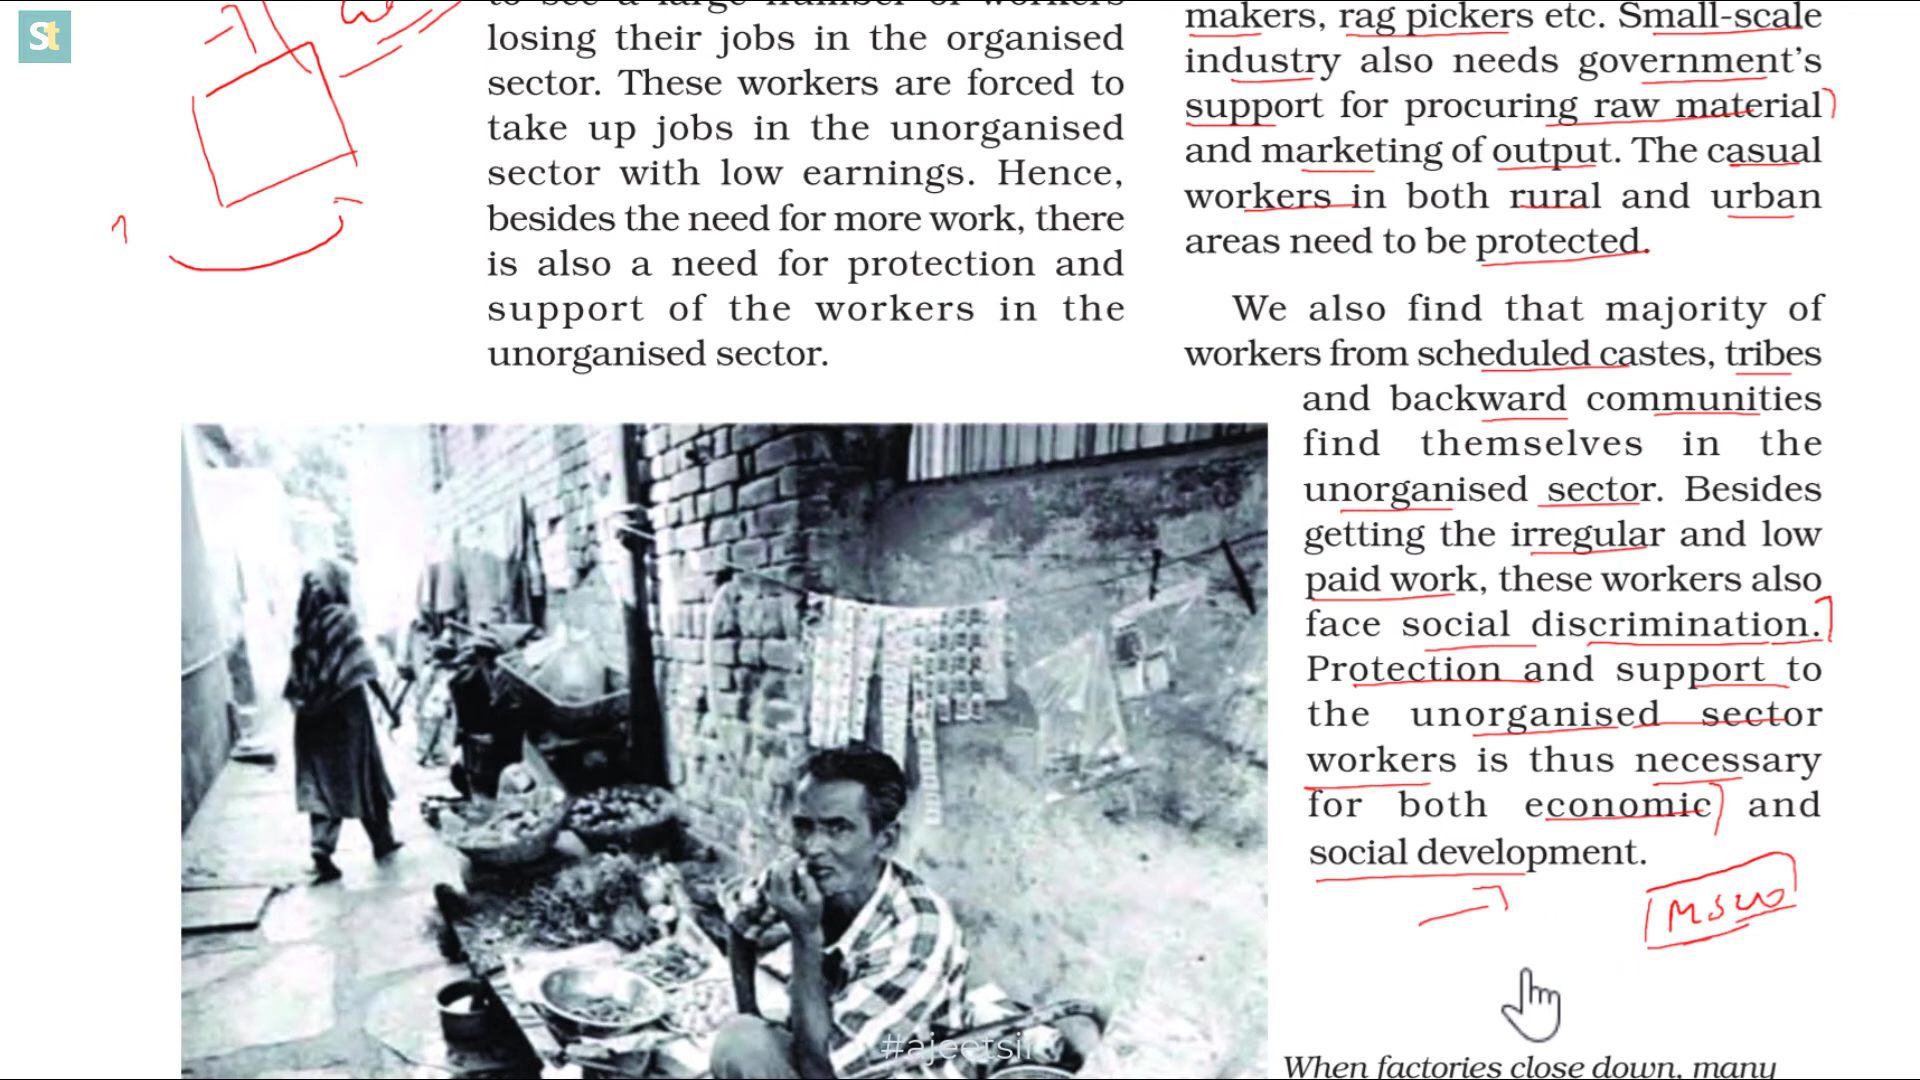 St
to see a large number of workers
losing their jobs in the organised
sector. These workers are forced to
take up jobs in the unorganised
sector with low earnings. Hence,
besides the need for more work, there
is also a need for protection and
support of the workers in the
unorganised sector.
makers, rag pickers etc. Small-scale
industry also needs government's
support for procuring raw material
and marketing of output. The casual
workers in both rural and urban
areas need to be protected.
We also find that majority of
workers from scheduled castes, tribes
and backward communities
find themselves in the
unorganised sector. Besides
getting the irregular and low
paid work, these workers also
face social discrimination.
Protection and support to
the unorganised sector
workers is thus necessary
for both economic and
social development.
When factories close down, many